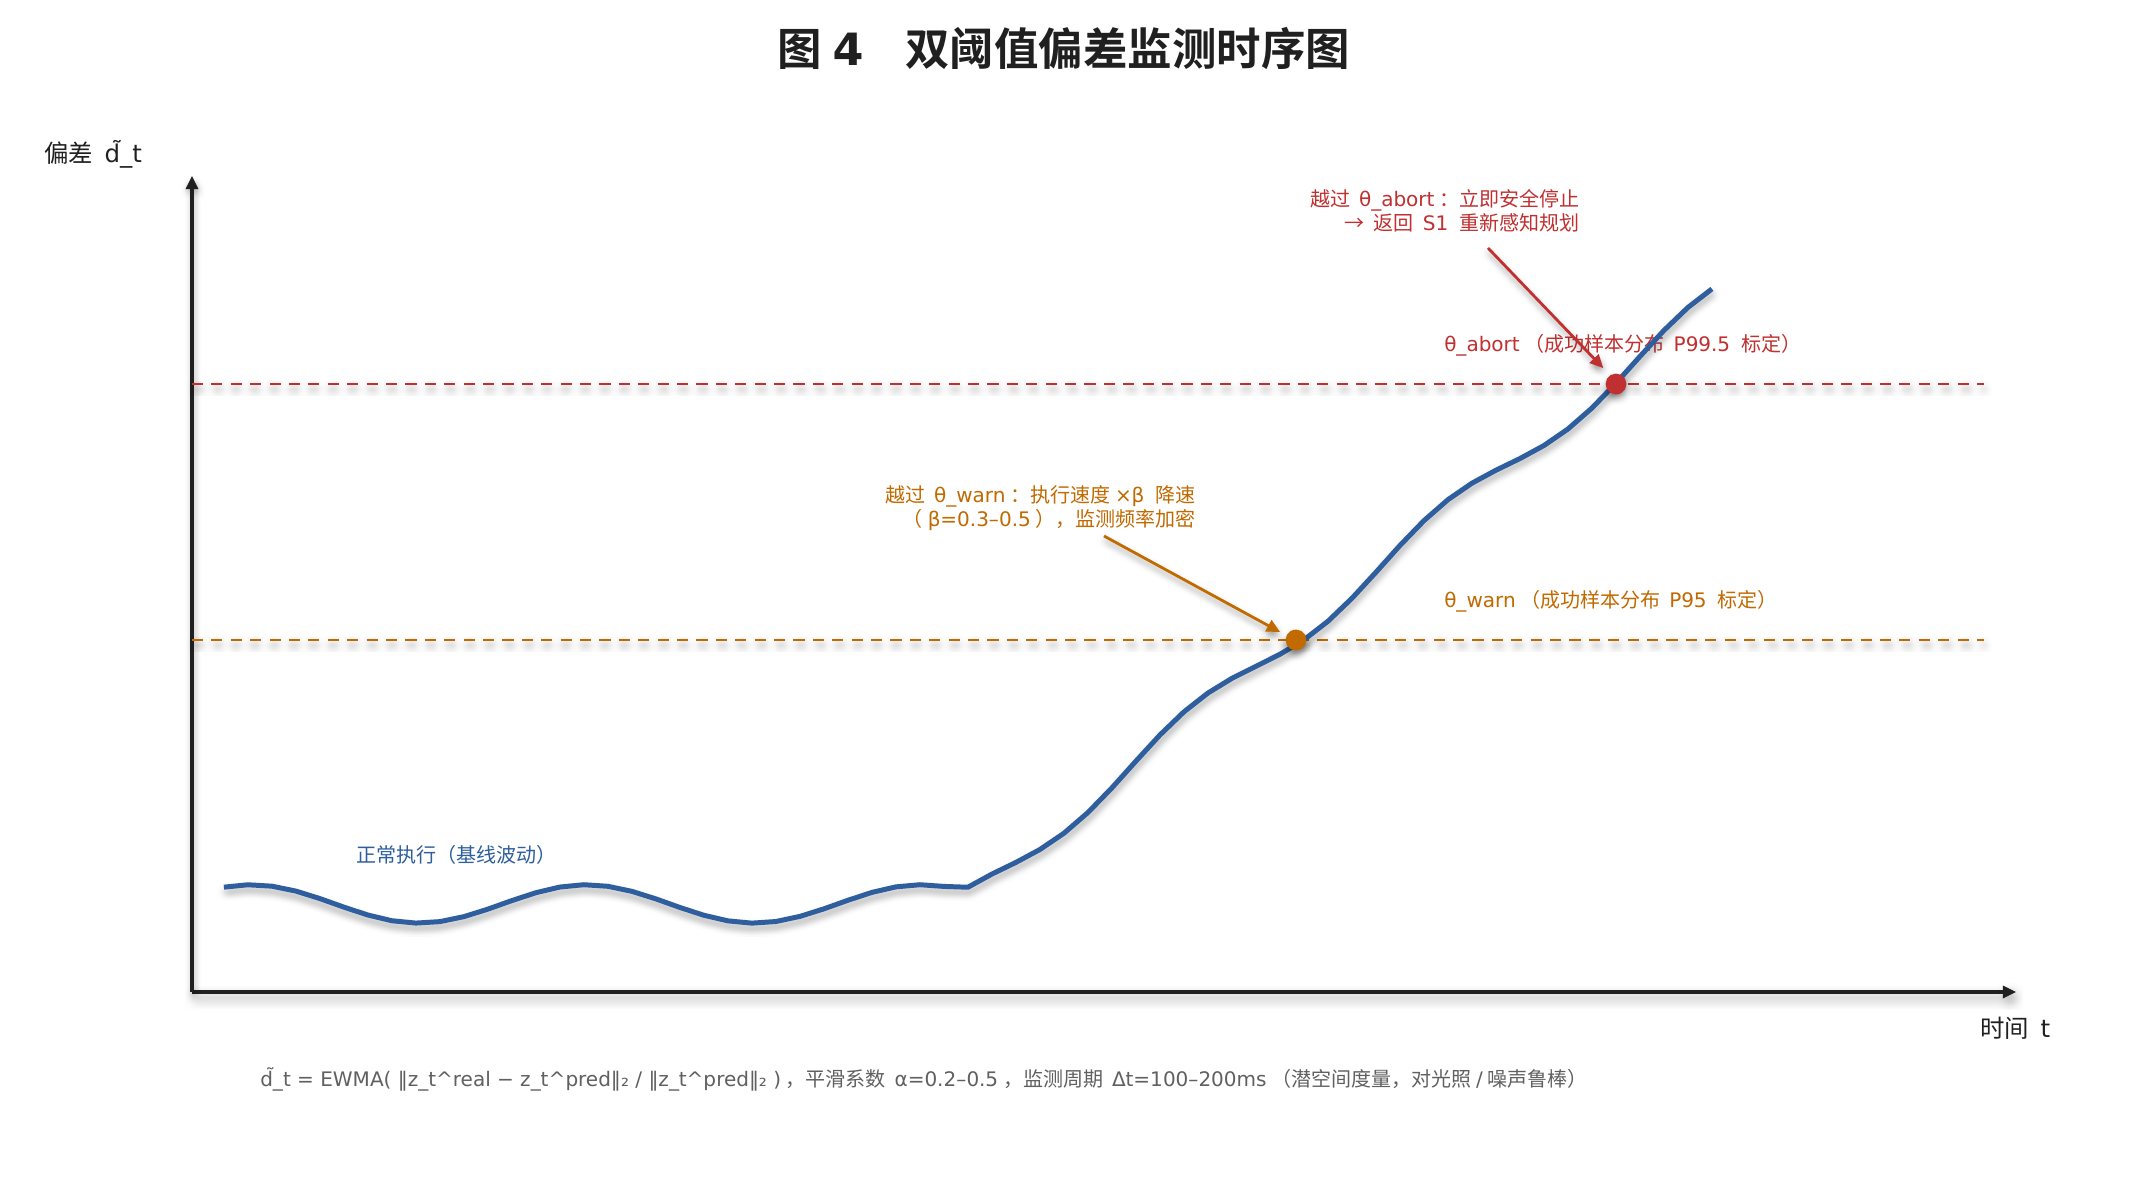 图 4 双阈值偏差监测时序图
偏差 d̃_t
越过 θ_abort：立即安全停止
→ 返回 S1 重新感知规划
θ_abort（成功样本分布 P99.5 标定）
越过 θ_warn：执行速度 ×β 降速
（β=0.3–0.5），监测频率加密
θ_warn（成功样本分布 P95 标定）
正常执行（基线波动）
时间 t
d̃_t = EWMA( ‖z_t^real − z_t^pred‖₂ / ‖z_t^pred‖₂ )，平滑系数 α=0.2–0.5，监测周期 Δt=100–200ms（潜空间度量，对光照/噪声鲁棒）